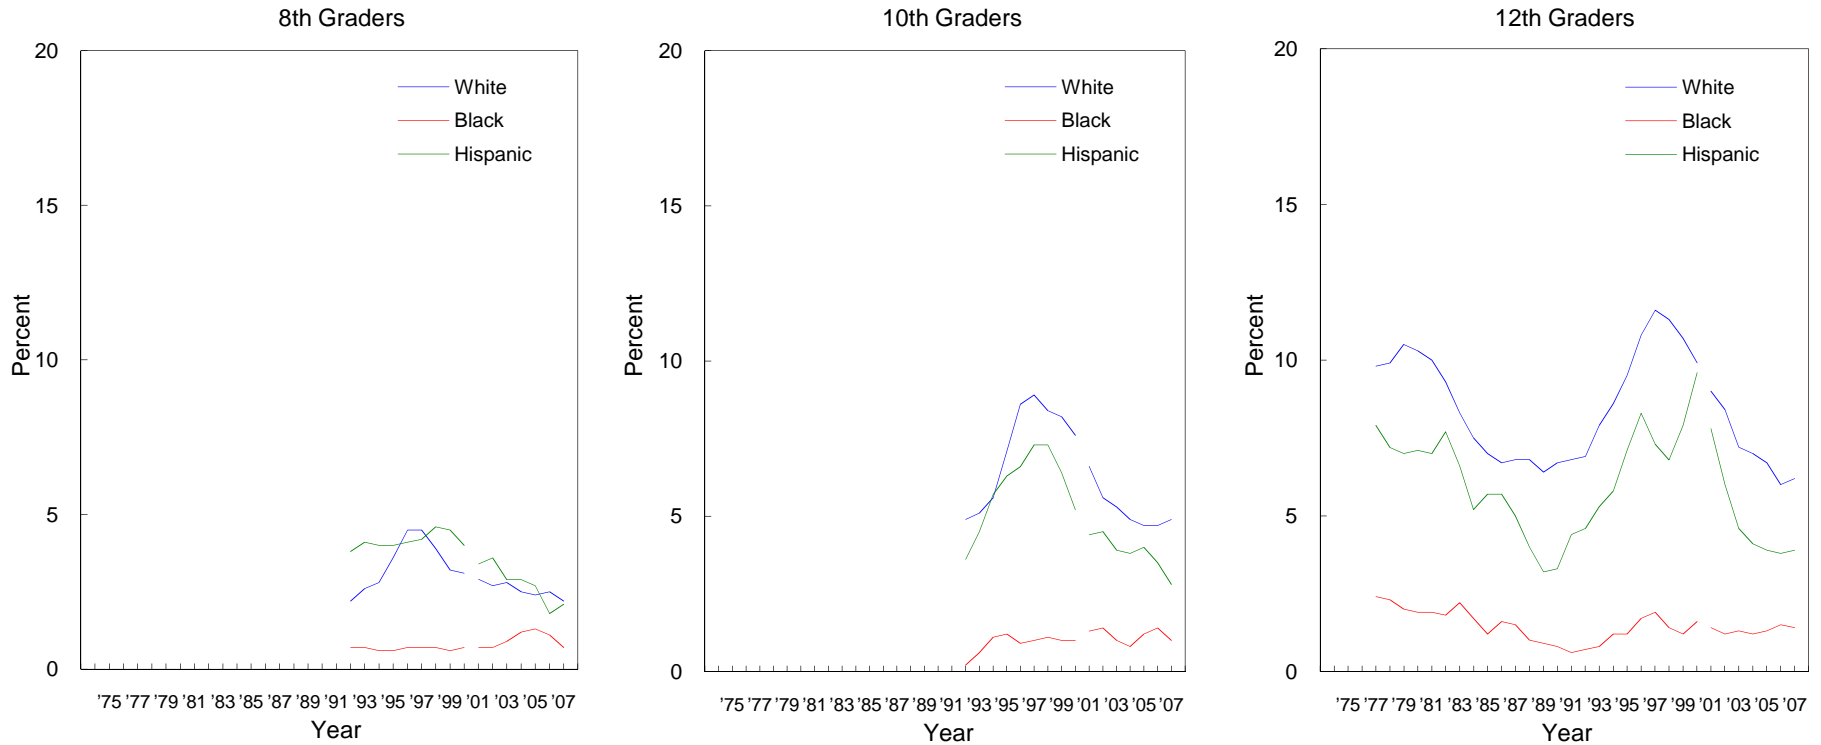 8th Graders
20
15
10
5
0
Percent
White
Black
Hispanic
’75 ’77 ’79 ’81 ’83 ’85 ’87 ’89 ’91 ’93 ’95 ’97 ’99 ’01 ’03 ’05 ’07
Year
10th Graders
20
15
10
5
0
Percent
White
Black
Hispanic
’75 ’77 ’79 ’81 ’83 ’85 ’87 ’89 ’91 ’93 ’95 ’97 ’99 ’01 ’03 ’05 ’07
Year
12th Graders
20
15
10
5
0
Percent
White
Black
Hispanic
’75 ’77 ’79 ’81 ’83 ’85 ’87 ’89 ’91 ’93 ’95 ’97 ’99 ’01 ’03 ’05 ’07
Year